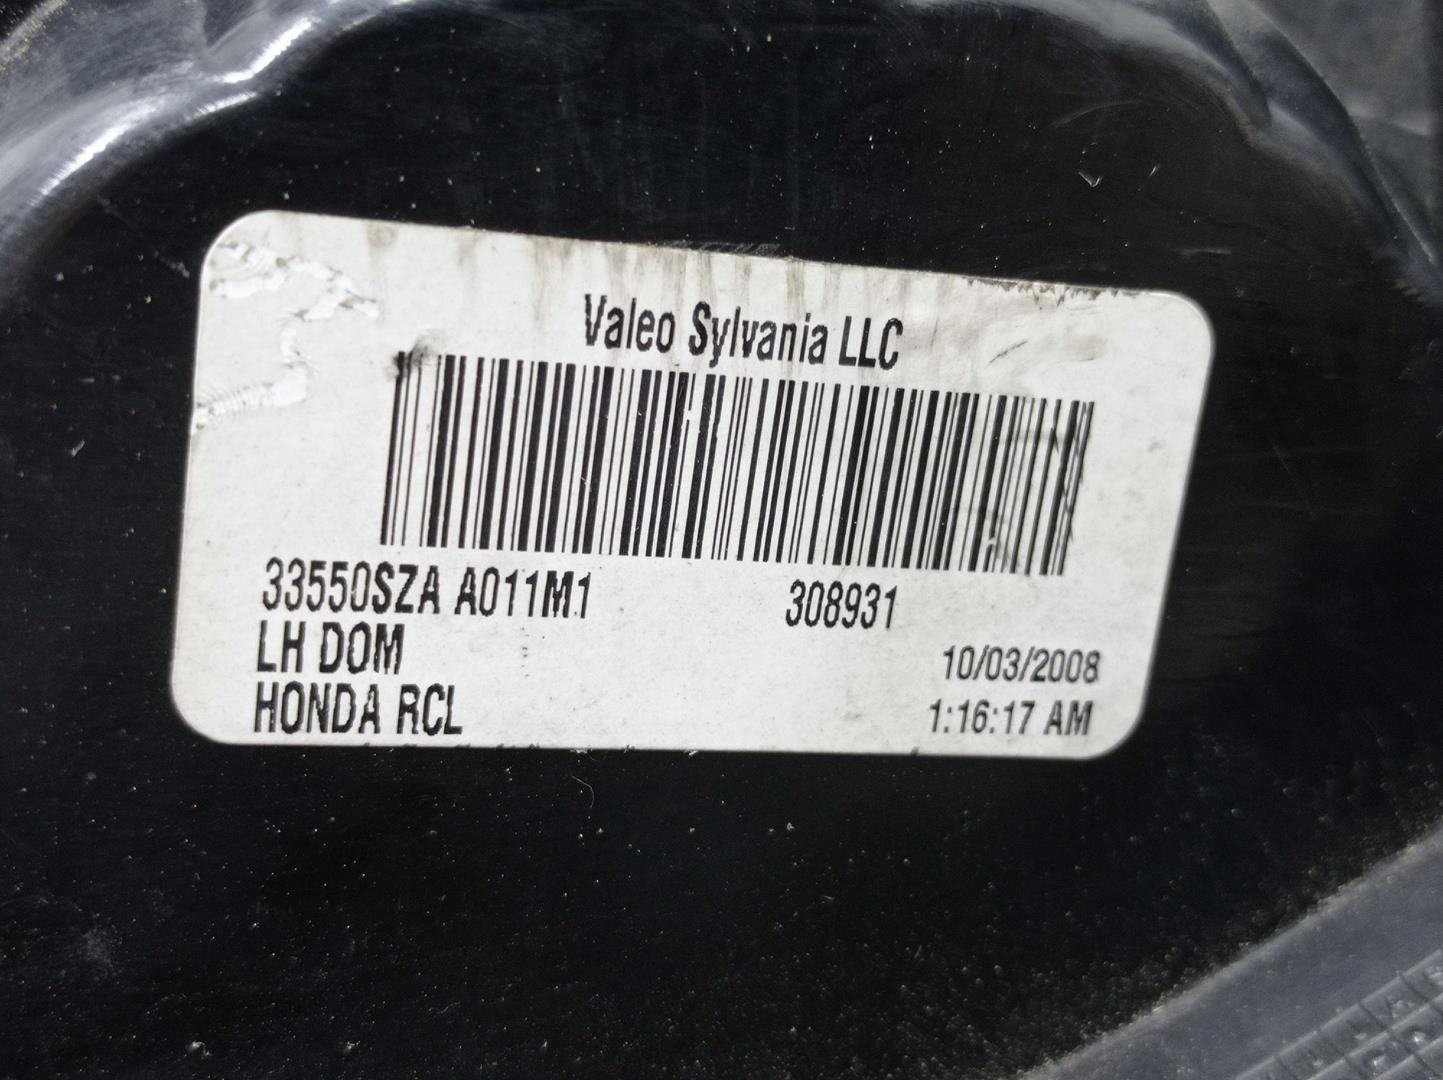 Valeo Sylvania LLC
33550SZA A011M1 308931
LH DOM 10/03/2008
HONDA RCL 1:16:17 AM